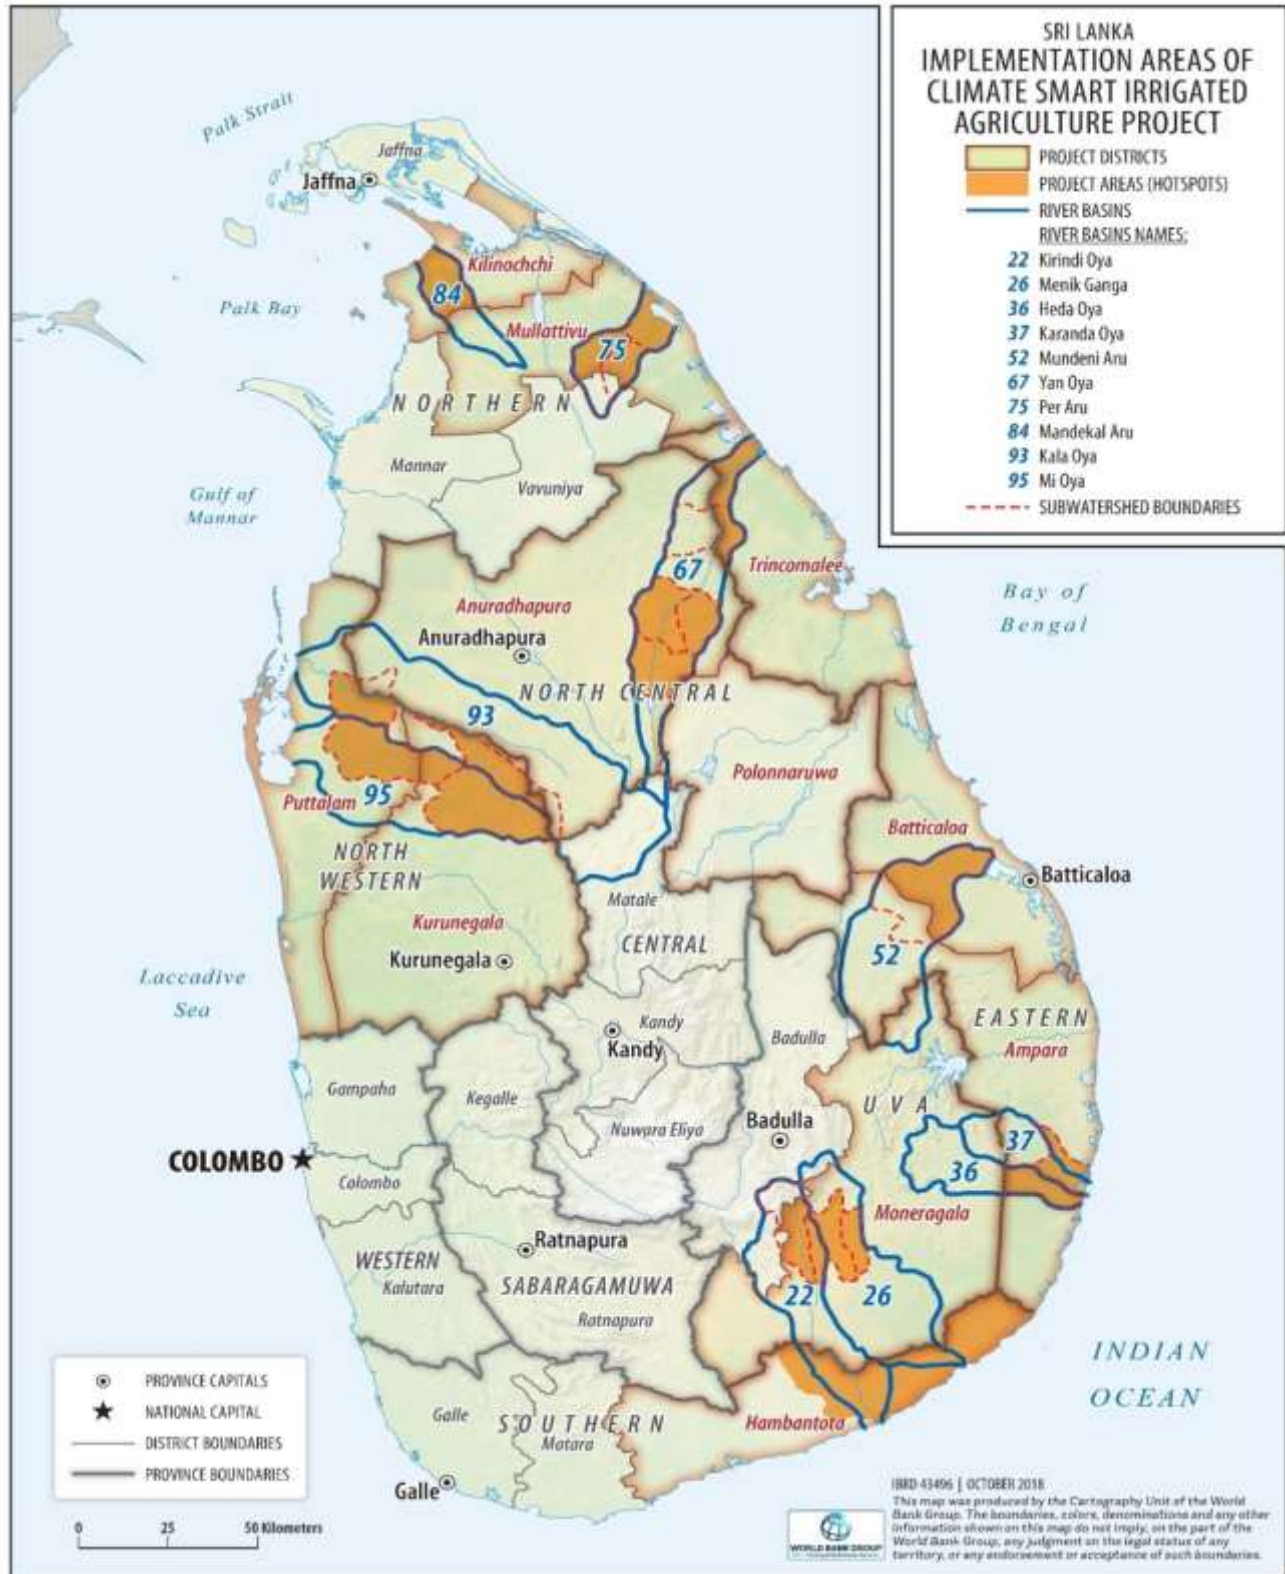 SRI LANKA
IMPLEMENTATION AREAS OF
CLIMATE SMART IRRIGATED
AGRICULTURE PROJECT
PROJECT DISTRICTS
PROJECT AREAS (HOTSPOTS)
RIVER BASINS
RIVER BASINS NAMES:
22 Kirindi Oya
26 Menik Ganga
36 Heda Oya
37 Karanda Oya
52 Mundeni Aru
67 Yan Oya
75 Per Aru
84 Mandekal Aru
93 Kala Oya
95 Mi Oya
SUBWATERSHED BOUNDARIES
Palk Strait
Jaffna
Jaffna
Kilinochchi
84
Palk Bay
Mullattivu
75
NORTHERN
Mannar
Vavuniya
Gulf of
Mannar
67
Trincomalee
Bay of
Bengal
Anuradhapura
Anuradhapura
NORTH CENTRAL
93
Polonnaruwa
Puttalam
95
Batticaloa
NORTH
WESTERN
Batticaloa
Matale
Kurunegala
CENTRAL
Kurunegala
52
Laccadive
Sea
EASTERN
Ampara
Kandy
Kandy
Badulla
Gampaha
Kegalle
UVA
Nuwara Eliya
Badulla
37
36
COLOMBO
Colombo
Moneragala
Ratnapura
WESTERN
Kalutara
SABARAGAMUWA
Ratnapura
22
26
INDIAN
OCEAN
Galle
SOUTHERN
Matara
Hambantota
Galle
PROVINCE CAPITALS
NATIONAL CAPITAL
DISTRICT BOUNDARIES
PROVINCE BOUNDARIES
0 25 50 Kilometers
WORLD BANK GROUP
IBRD 43496 | OCTOBER 2018
This map was produced by the Cartography Unit of the World
Bank Group. The boundaries, colors, denominations and any other
information shown on this map do not imply, on the part of the
World Bank Group, any judgment on the legal status of any
territory, or any endorsement or acceptance of such boundaries.